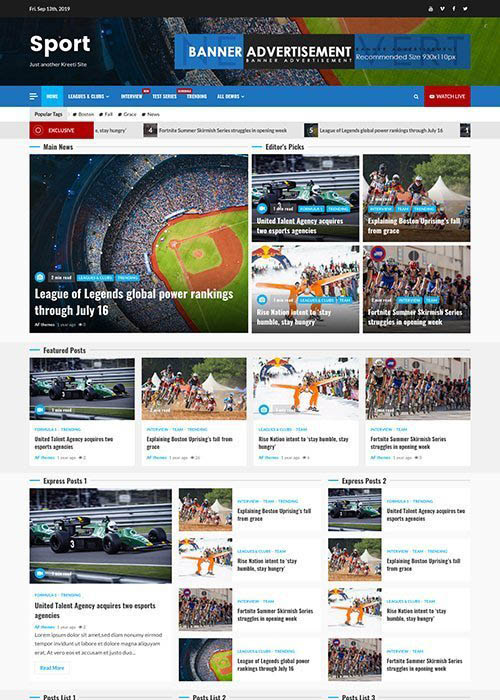 Fri. Sep 13th, 2019
Sport
Just another Kreeti Site
BANNER ADVERTISEMENT
BANNER ADVERTISEMENT
Recommended Size 930x110px
HOME LEAGUES & CLUBS INTERVIEW TEST SERIES TRENDING ALL DEMOS WATCH LIVE
Popular Tags # Boston # Fall # Grace # News
EXCLUSIVE
e, stay hungry'
4 Fortnite Summer Skirmish Series struggles in opening week
5 League of Legends global power rankings through July 16
1
Main News
2 min read LEAGUES & CLUBS TRENDING
League of Legends global power rankings
through July 16
AF themes 1 year ago 0
Editor's Picks
1 min read FORMULA 1 TRENDING
United Talent Agency acquires
two esports agencies
INTERVIEW TEAM TRENDING
Explaining Boston Uprising's fall
from grace
1 min read LEAGUES & CLUBS TEAM
Rise Nation intent to 'stay
humble, stay hungry'
min read INTERVIEW TEAM
Fortnite Summer Skirmish Series
struggles in opening week
Featured Posts
1 min read
FORMULA 1 TRENDING
United Talent Agency acquires two
esports agencies
AF themes 1 year ago 2
min read
INTERVIEW TEAM TRENDING
Explaining Boston Uprising's fall from
grace
AF themes 1 year ago
1 min read
LEAGUES & CLUBS TEAM
Rise Nation intent to 'stay humble, stay
hungry'
AF themes 1 year ago
min read
INTERVIEW TEAM
Fortnite Summer Skirmish Series
struggles in opening week
AF themes 1 year ago 0
Express Posts 1
1 min read
FORMULA 1 TRENDING
United Talent Agency acquires two esports
agencies
AF themes 1 year ago 2
Lorem ipsum dolor sit amet,sed diam nonumy eirmod
tempor invidunt ut labore et dolore magna aliquyam
erat. At vero eos et accusam et justo duo...
Read More
INTERVIEW TEAM TRENDING
Explaining Boston Uprising's fall
from grace
LEAGUES & CLUBS TEAM
Rise Nation intent to 'stay
humble, stay hungry'
INTERVIEW TEAM
Fortnite Summer Skirmish Series
struggles in opening week
LEAGUES & CLUBS TRENDING
League of Legends global power
rankings through July 16
Express Posts 2
FORMULA 1 TRENDING
United Talent Agency acquires
two esports agencies
INTERVIEW TEAM TRENDING
Explaining Boston Uprising's fall
from grace
LEAGUES & CLUBS TEAM
Rise Nation intent to 'stay
humble, stay hungry'
INTERVIEW TEAM
Fortnite Summer Skirmish Series
struggles in opening week
Posts List 1 Posts List 2 Posts List 3